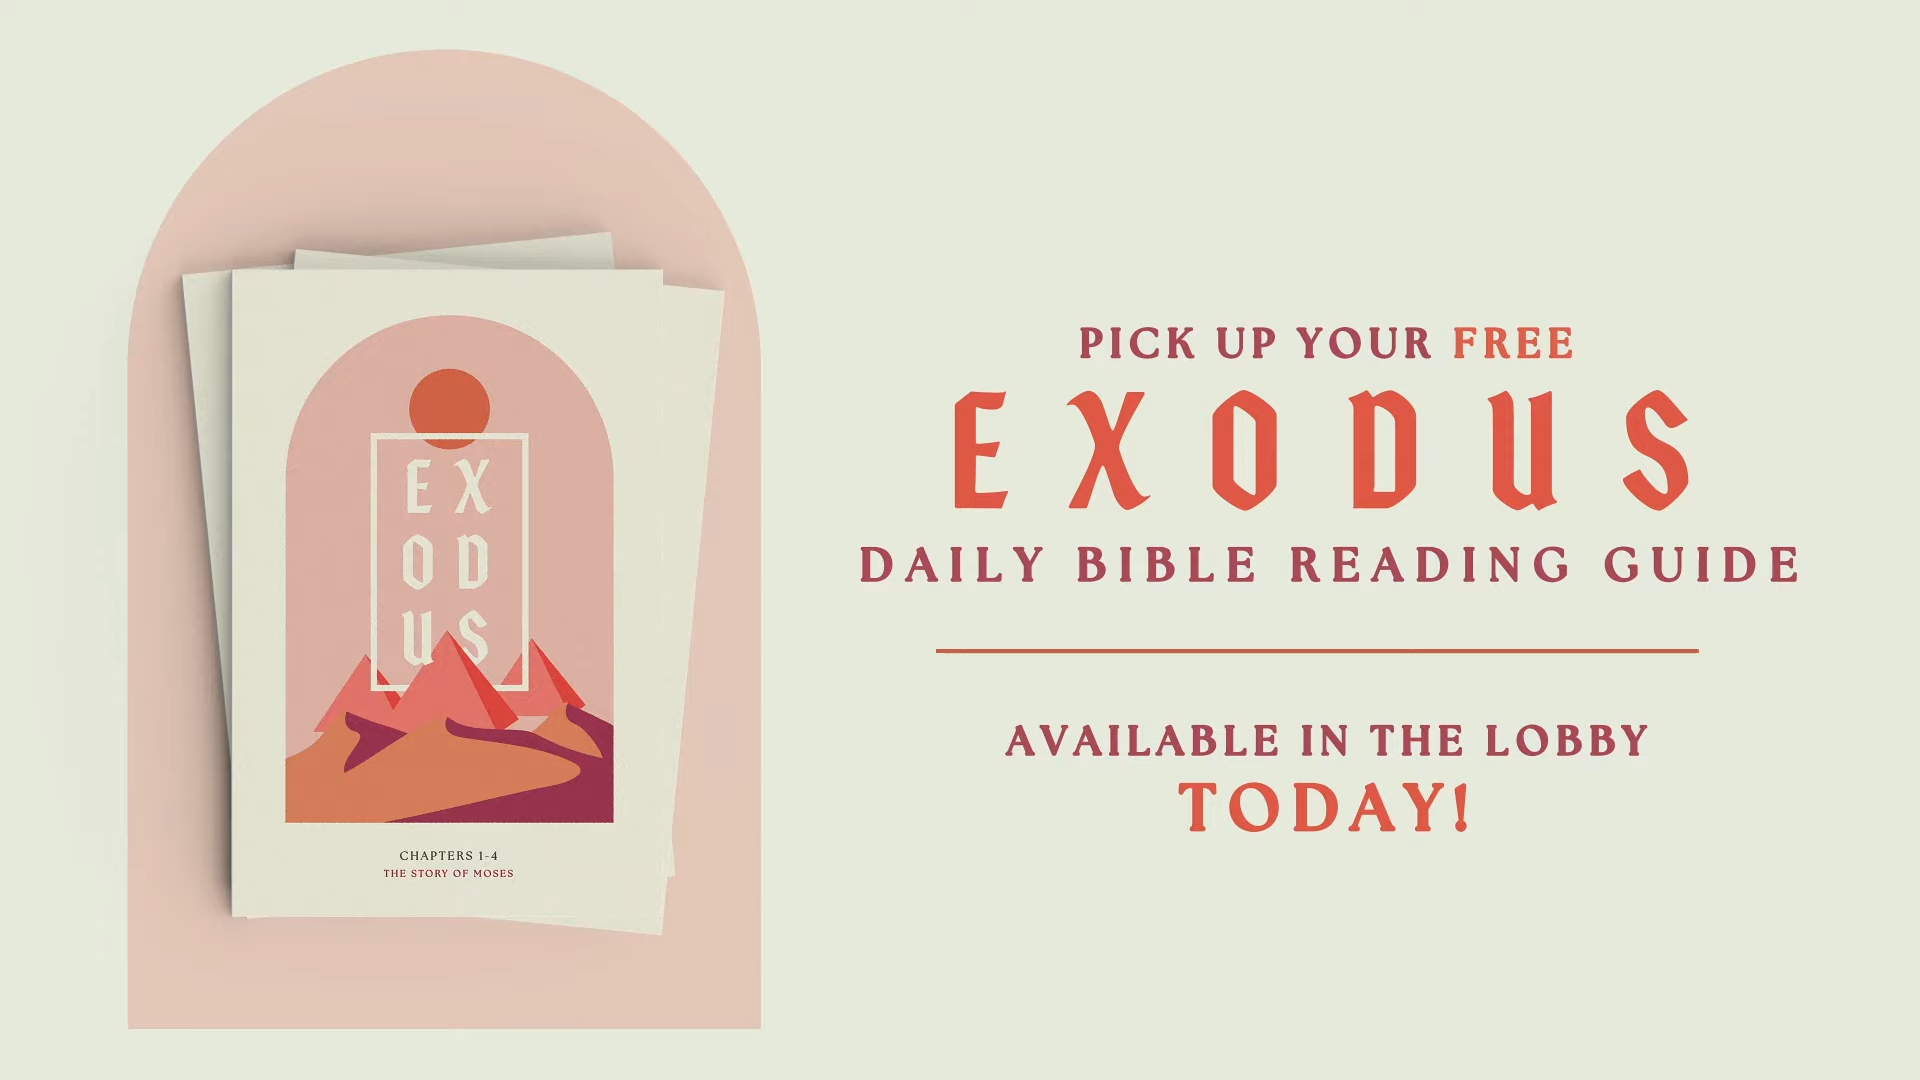 EX
OD
US
CHAPTERS 1-4
THE STORY OF MOSES
PICK UP YOUR FREE
EXODUS
DAILY BIBLE READING GUIDE
AVAILABLE IN THE LOBBY
TODAY!